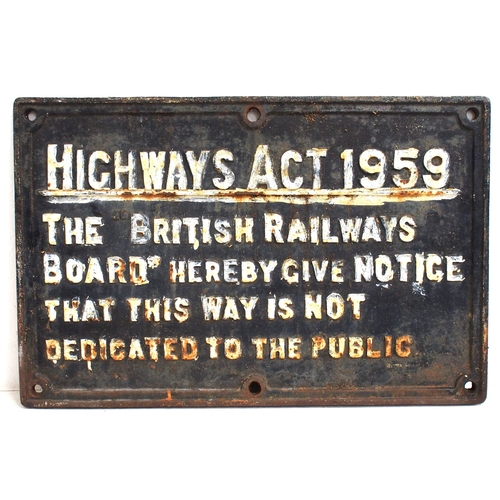 HIGHWAYS ACT 1959
THE BRITISH RAILWAYS
BOARD HEREBY GIVE NOTICE
THAT THIS WAY IS NOT
DEDICATED TO THE PUBLIC